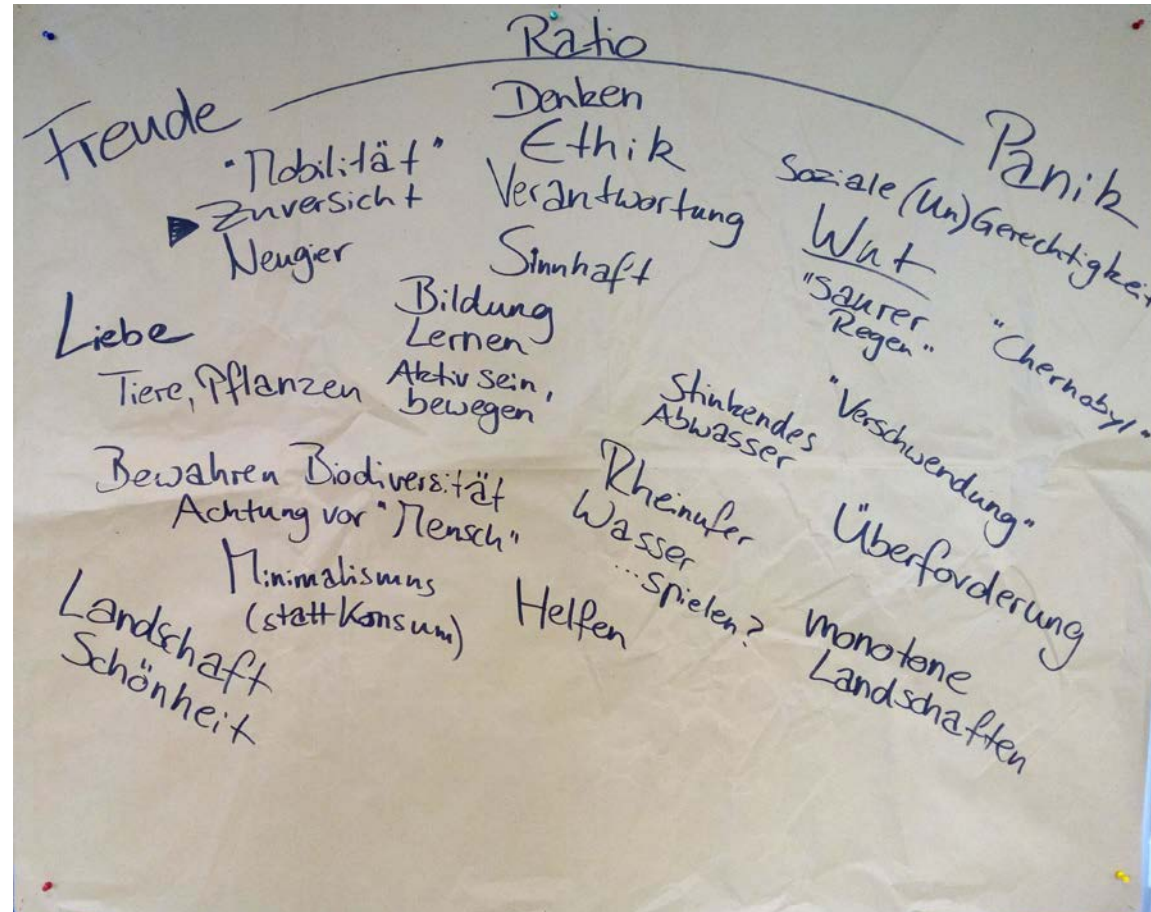 Ratio
Freude
Panik
Denken
Ethik
Verantwortung
Sinnhaft
"Mobilität"
Zuversicht
Neugier
Soziale (Un)Gerechtigkeit
Wut
"saurer
Regen"
"Chernobyl"
Liebe
Tiere, Pflanzen
Bildung
Lernen
Aktiv sein,
bewegen
Stinkendes
Abwasser
"Verschwendung"
Bewahren Biodiversität
Achtung vor "Mensch"
Rheinufer
Wasser
...spielen?
Überforderung
Minimalismus
(statt Konsum)
Helfen
Landschaft
Schönheit
monotone
Landschaften